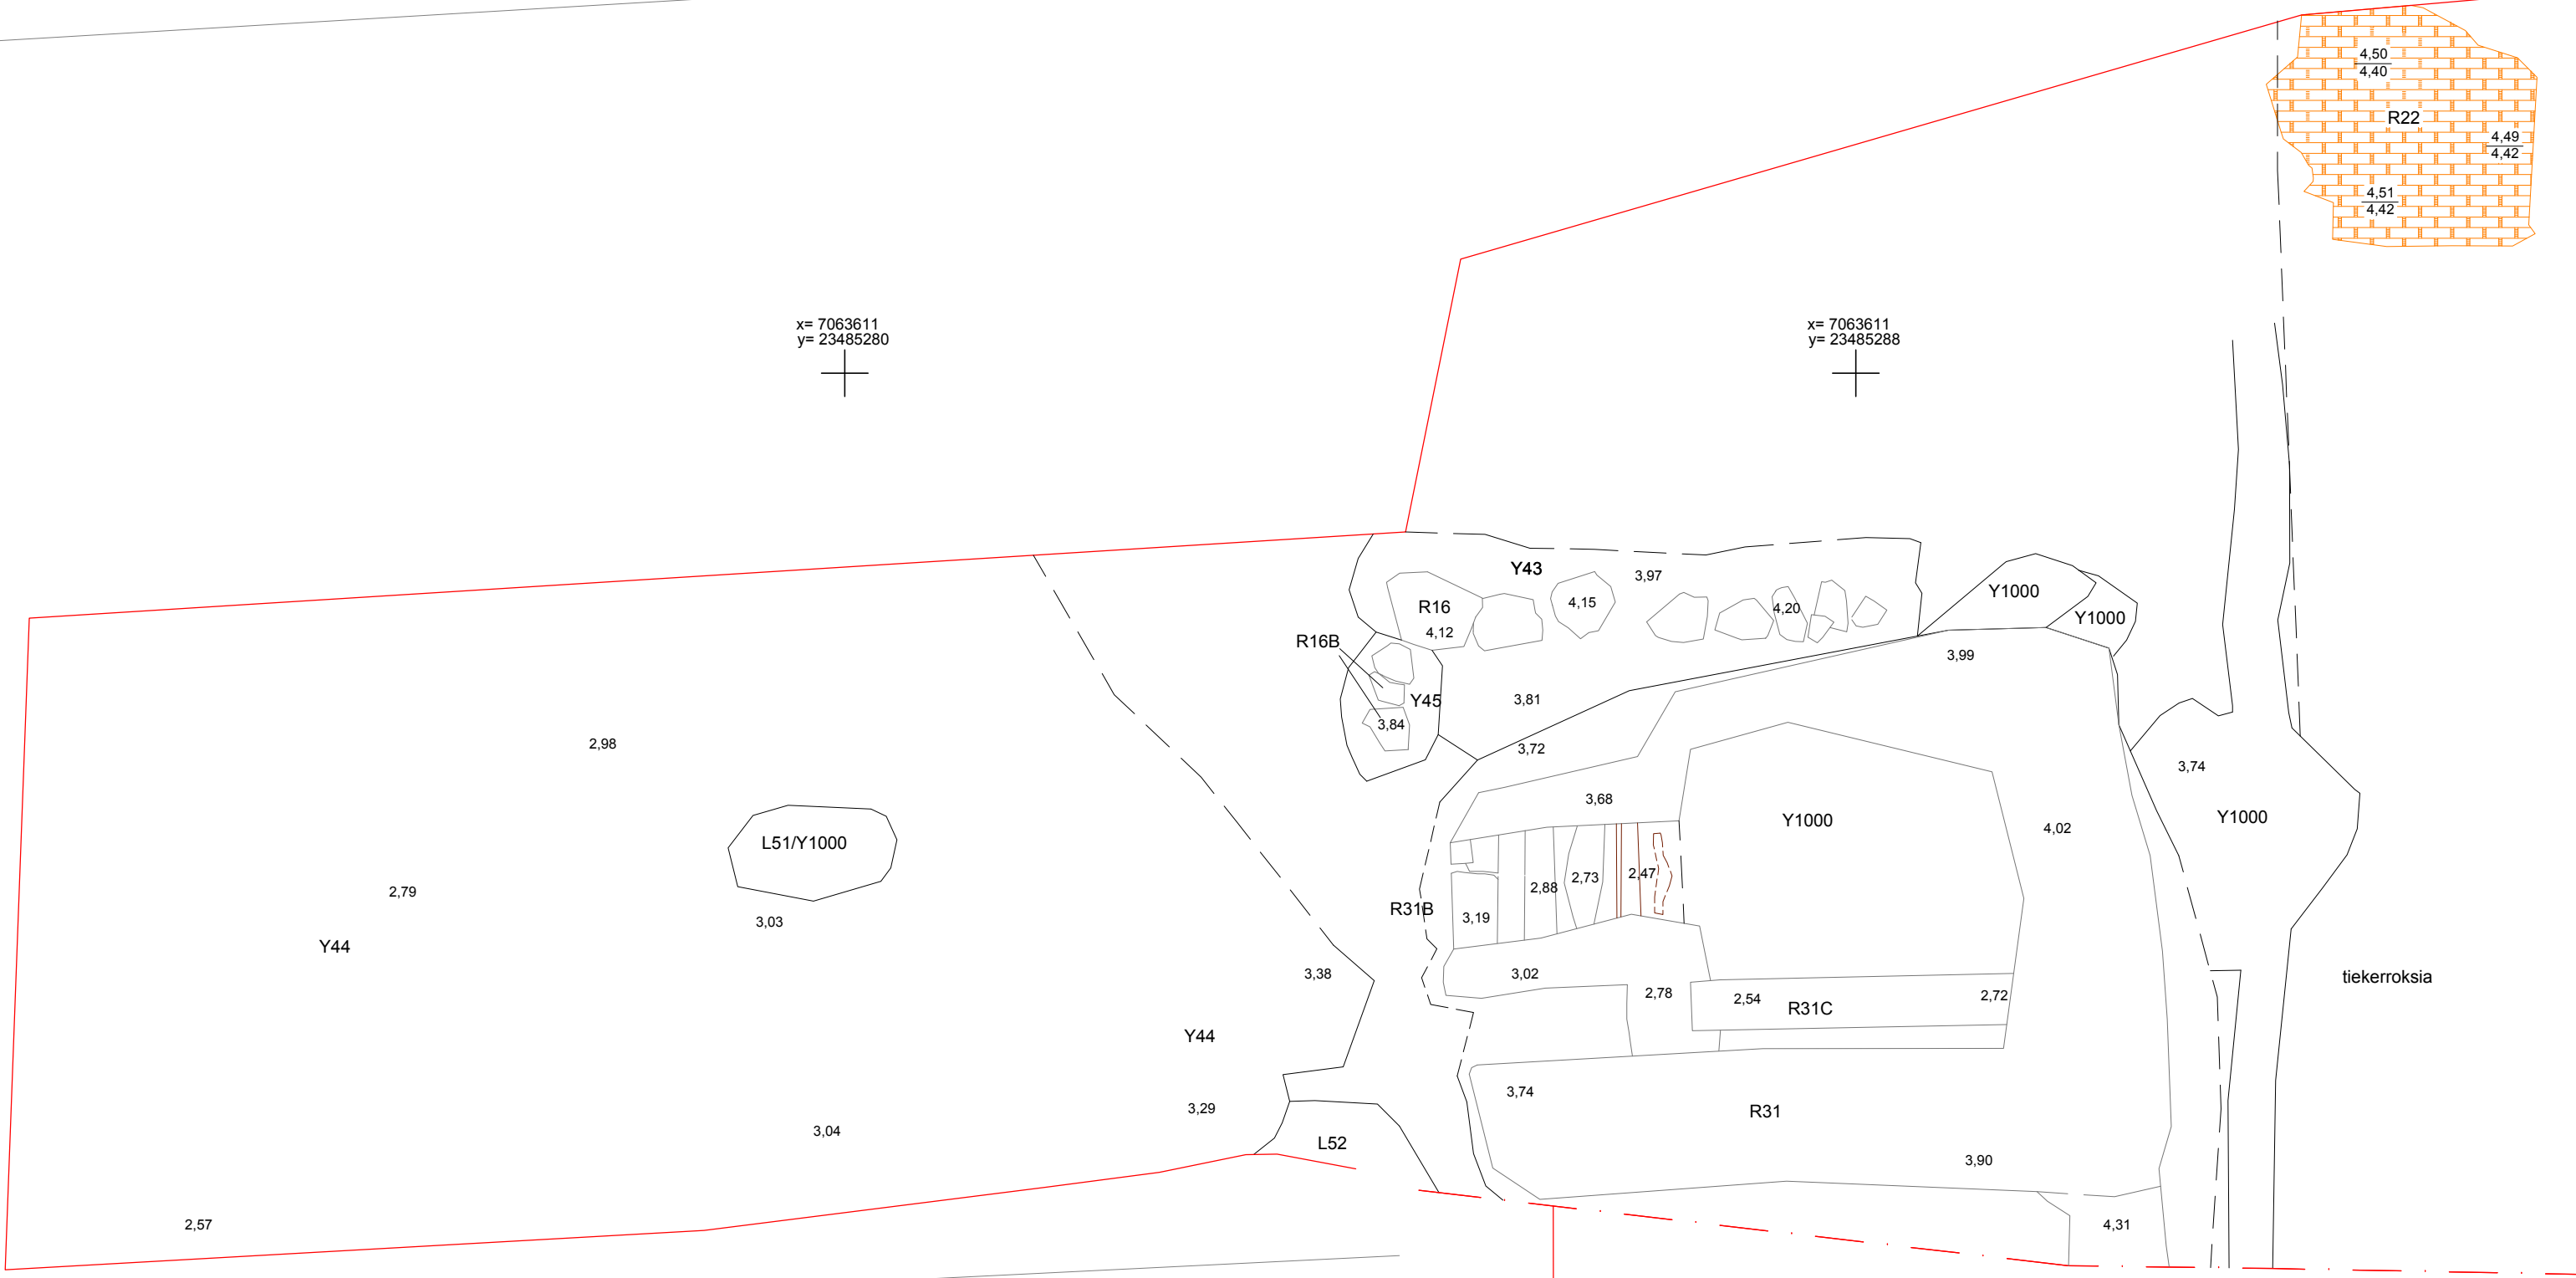 4,50
4,40
R22
4,49
4,42
4,51
4,42
x= 7063611
y= 23485280
x= 7063611
y= 23485288
Y43
3,97
R16
4,12
4,15
4,20
Y1000
Y1000
R16B
3,99
Y45
3,81
3,84
3,72
2,98
3,74
3,68
Y1000
Y1000
4,02
L51/Y1000
2,79
3,03
2,88
2,73
2,47
R31B
3,19
Y44
3,38
3,02
2,78
2,54
2,72
R31C
tiekerroksia
Y44
3,74
R31
3,29
3,04
L52
3,90
2,57
4,31